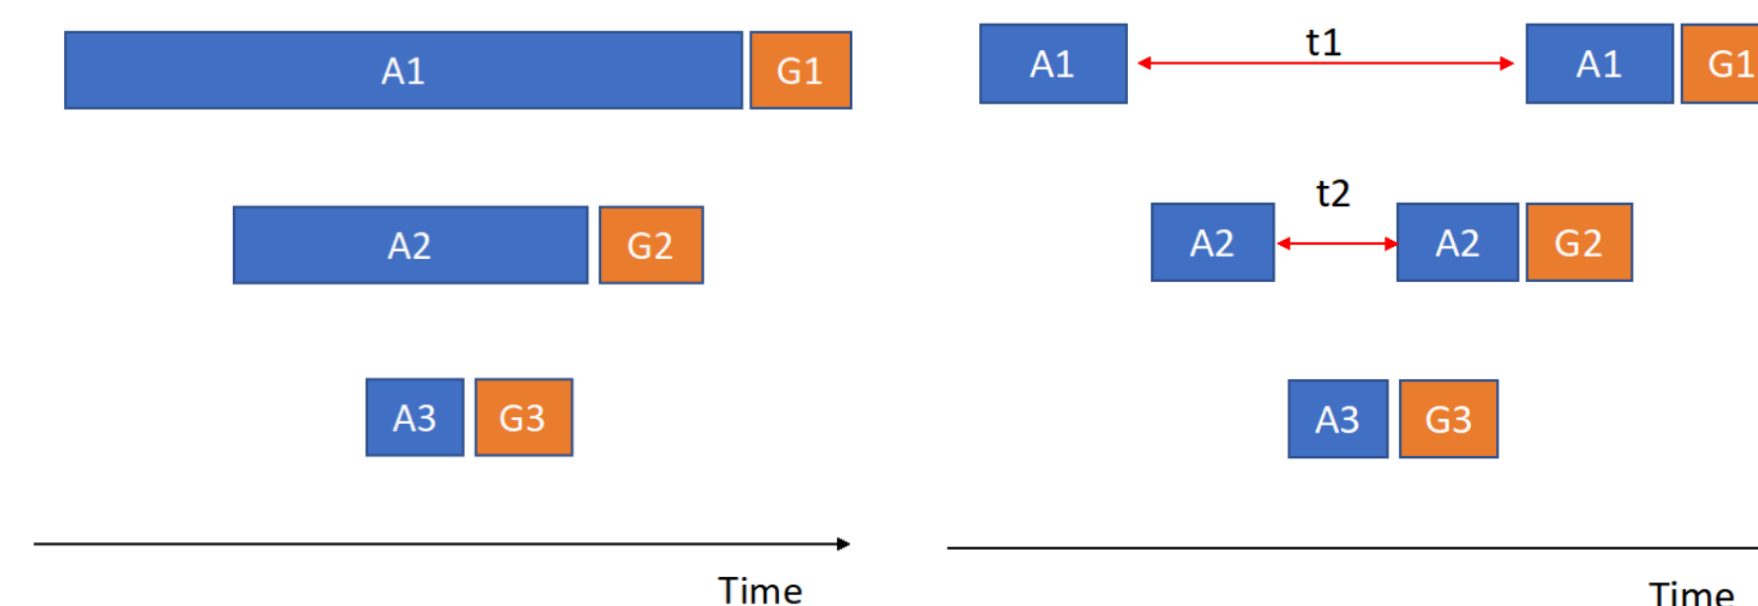 A1 G1
A2 G2
A3 G3
Time
A1 t1 A1 G1
t2
A2 A2 G2
A3 G3
Time